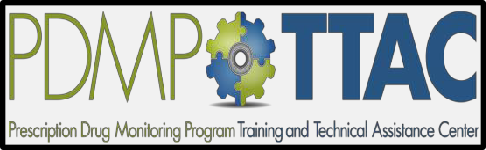 PDMP TTAC
Prescription Drug Monitoring Program Training and Technical Assistance Center